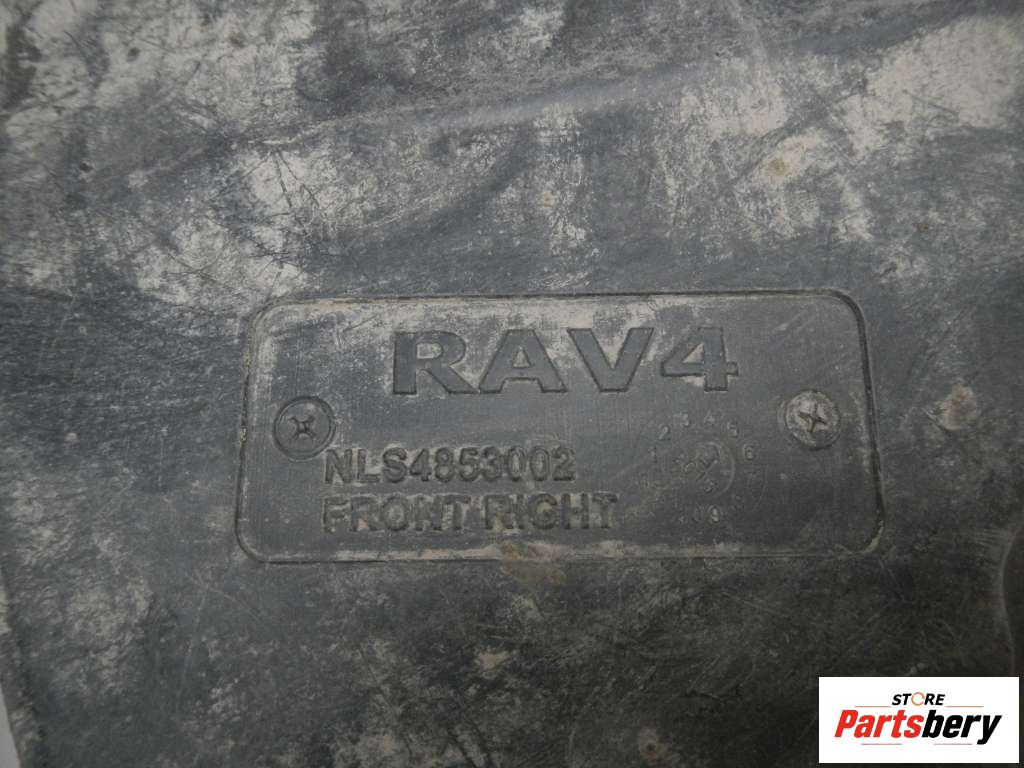 RAV4
NLS4853002
FRONT RIGHT
STORE
Partsbery